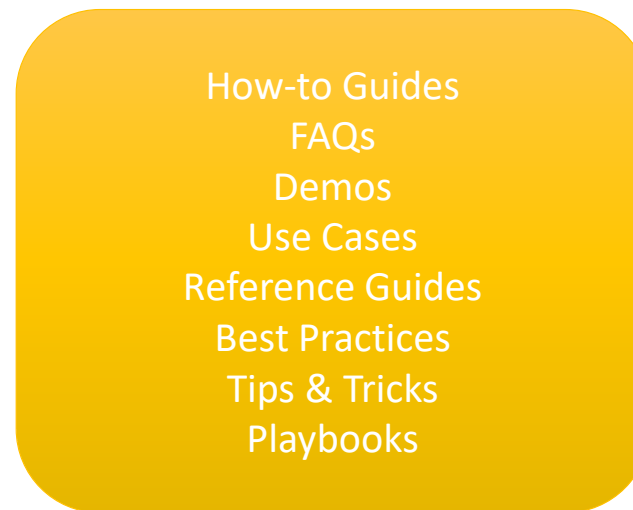 How-to Guides
FAQs
Demos
Use Cases
Reference Guides
Best Practices
Tips & Tricks
Playbooks